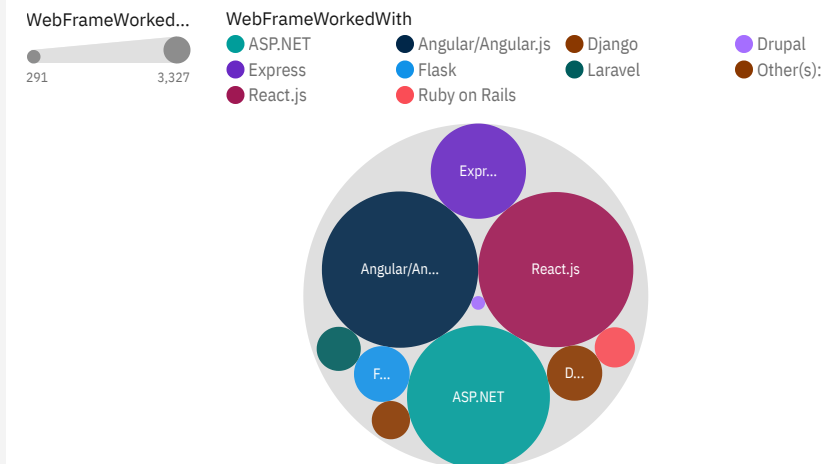 WebFrameWorked...
291 3,327
WebFrameWorkedWith
ASP.NET Angular/Angular.js Django Drupal
Express Flask Laravel Other(s):
React.js Ruby on Rails
Expr...
Angular/An... React.js
F... D...
ASP.NET